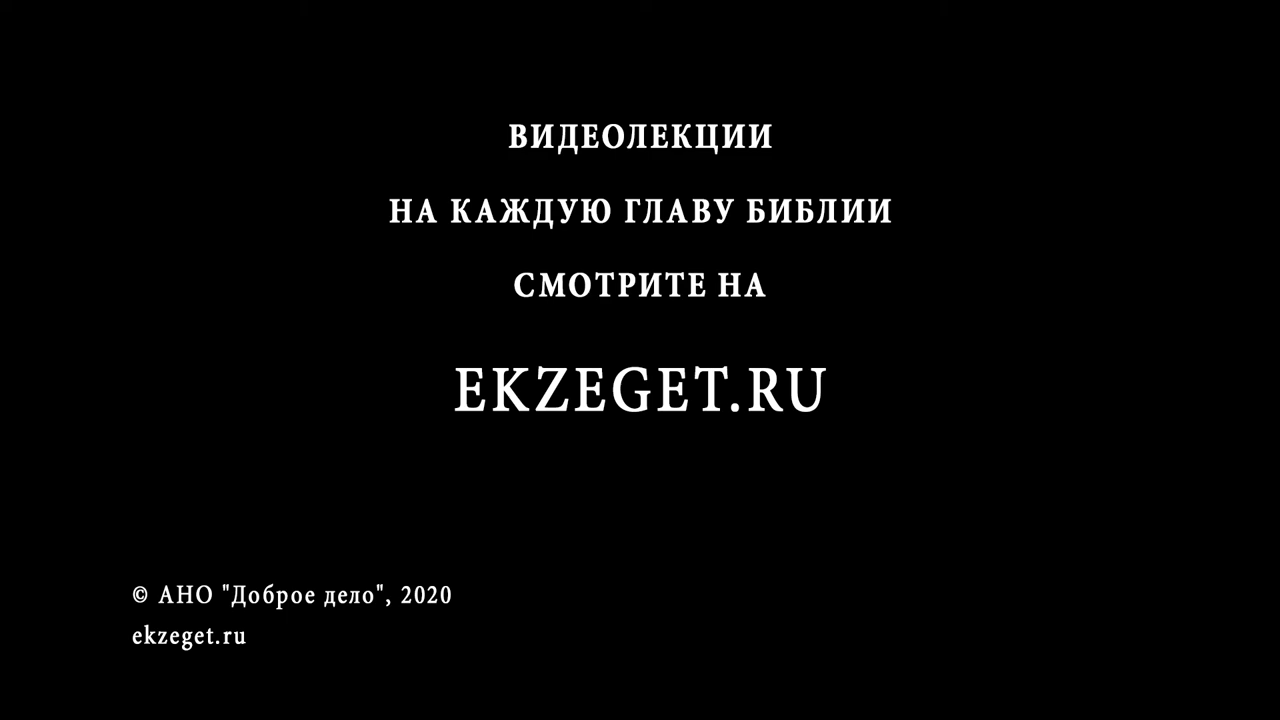 ВИДЕОЛЕКЦИИ
НА КАЖДУЮ ГЛАВУ БИБЛИИ
СМОТРИТЕ НА
EKZEGET.RU
© АНО "Доброе дело", 2020
ekzeget.ru